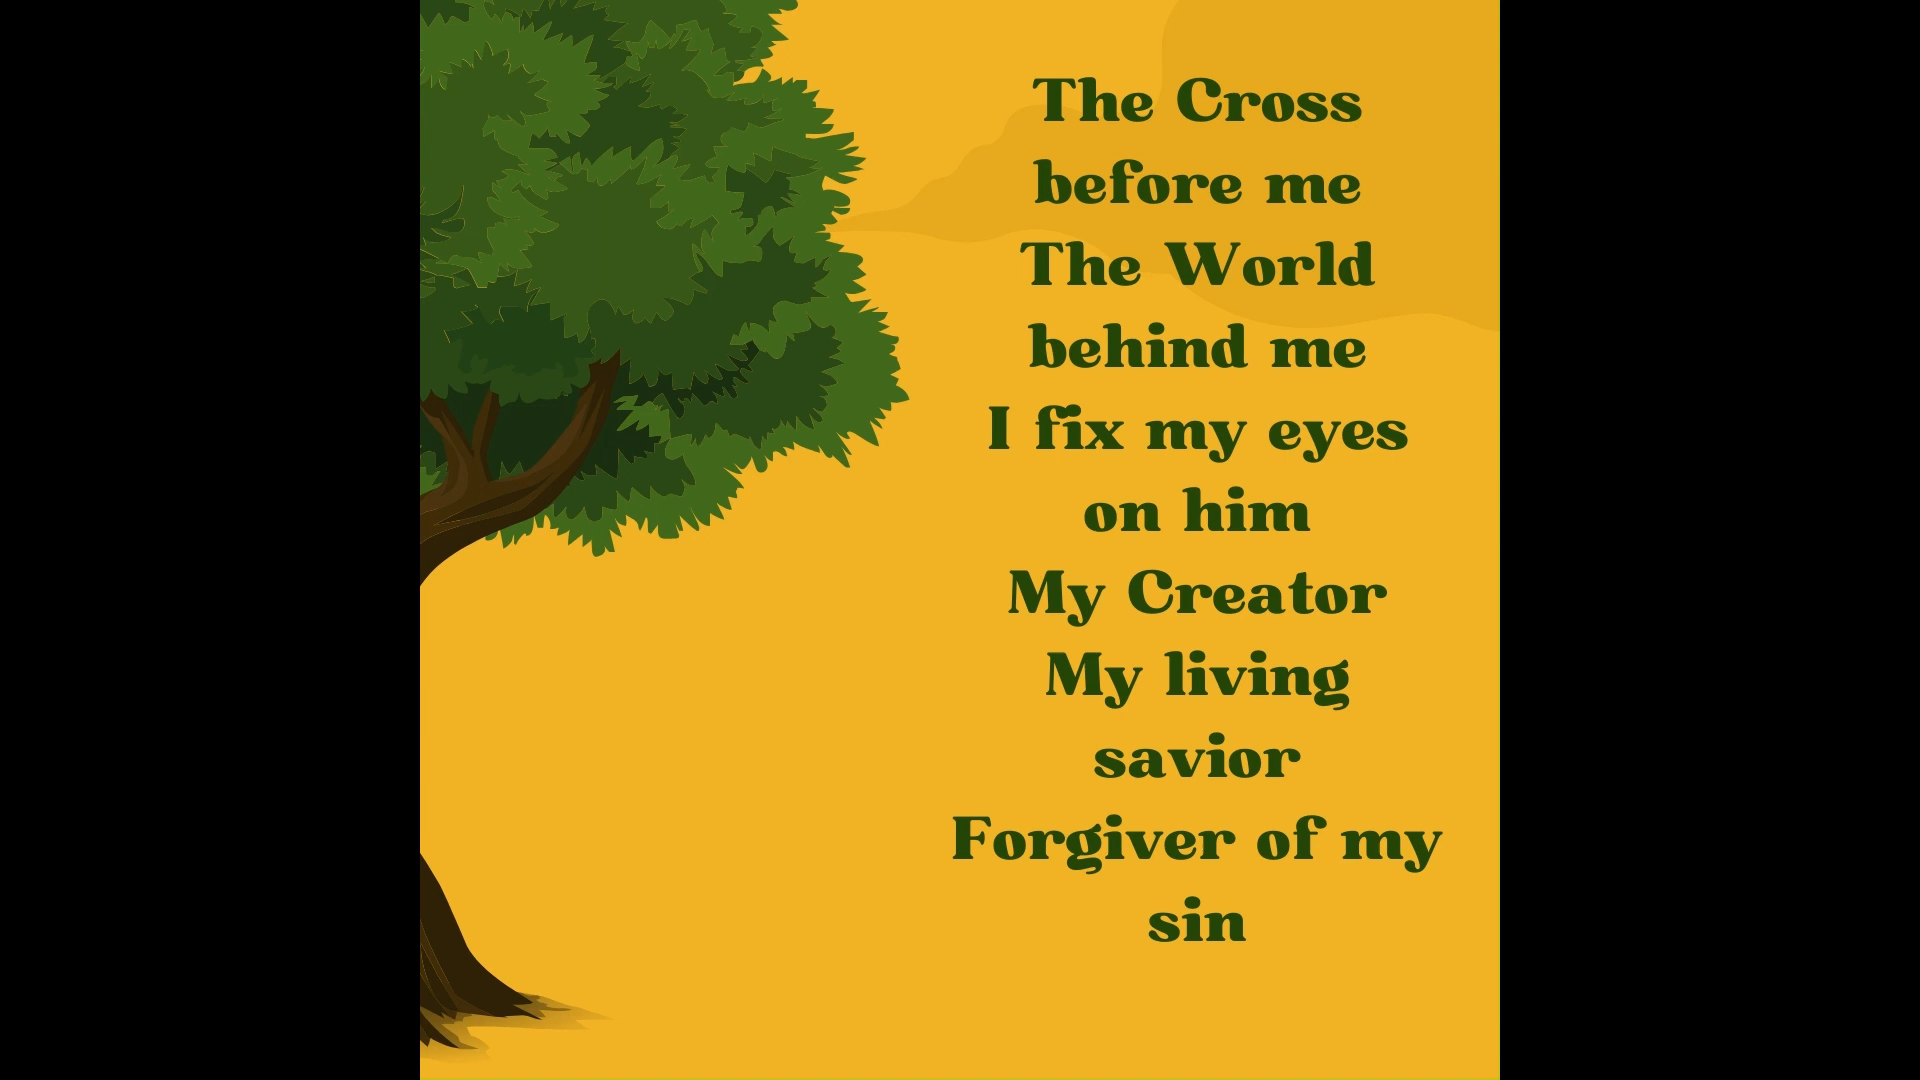 The Cross
before me
The World
behind me
I fix my eyes
on him
My Creator
My living
savior
Forgiver of my
sin